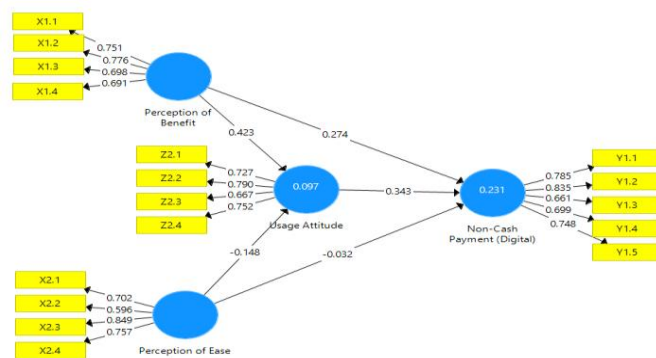 X1.1
X1.2
X1.3
X1.4
0.751
0.776
0.698
0.691
Perception of
Benefit
0.423
0.274
Z2.1
Z2.2
Z2.3
Z2.4
0.727
0.790
0.667
0.752
0.097
Usage Attitude
0.343
0.231
Non-Cash
Payment (Digital)
0.785
0.835
0.661
0.699
0.748
Y1.1
Y1.2
Y1.3
Y1.4
Y1.5
-0.148
-0.032
X2.1
X2.2
X2.3
X2.4
0.702
0.596
0.849
0.757
Perception of Ease